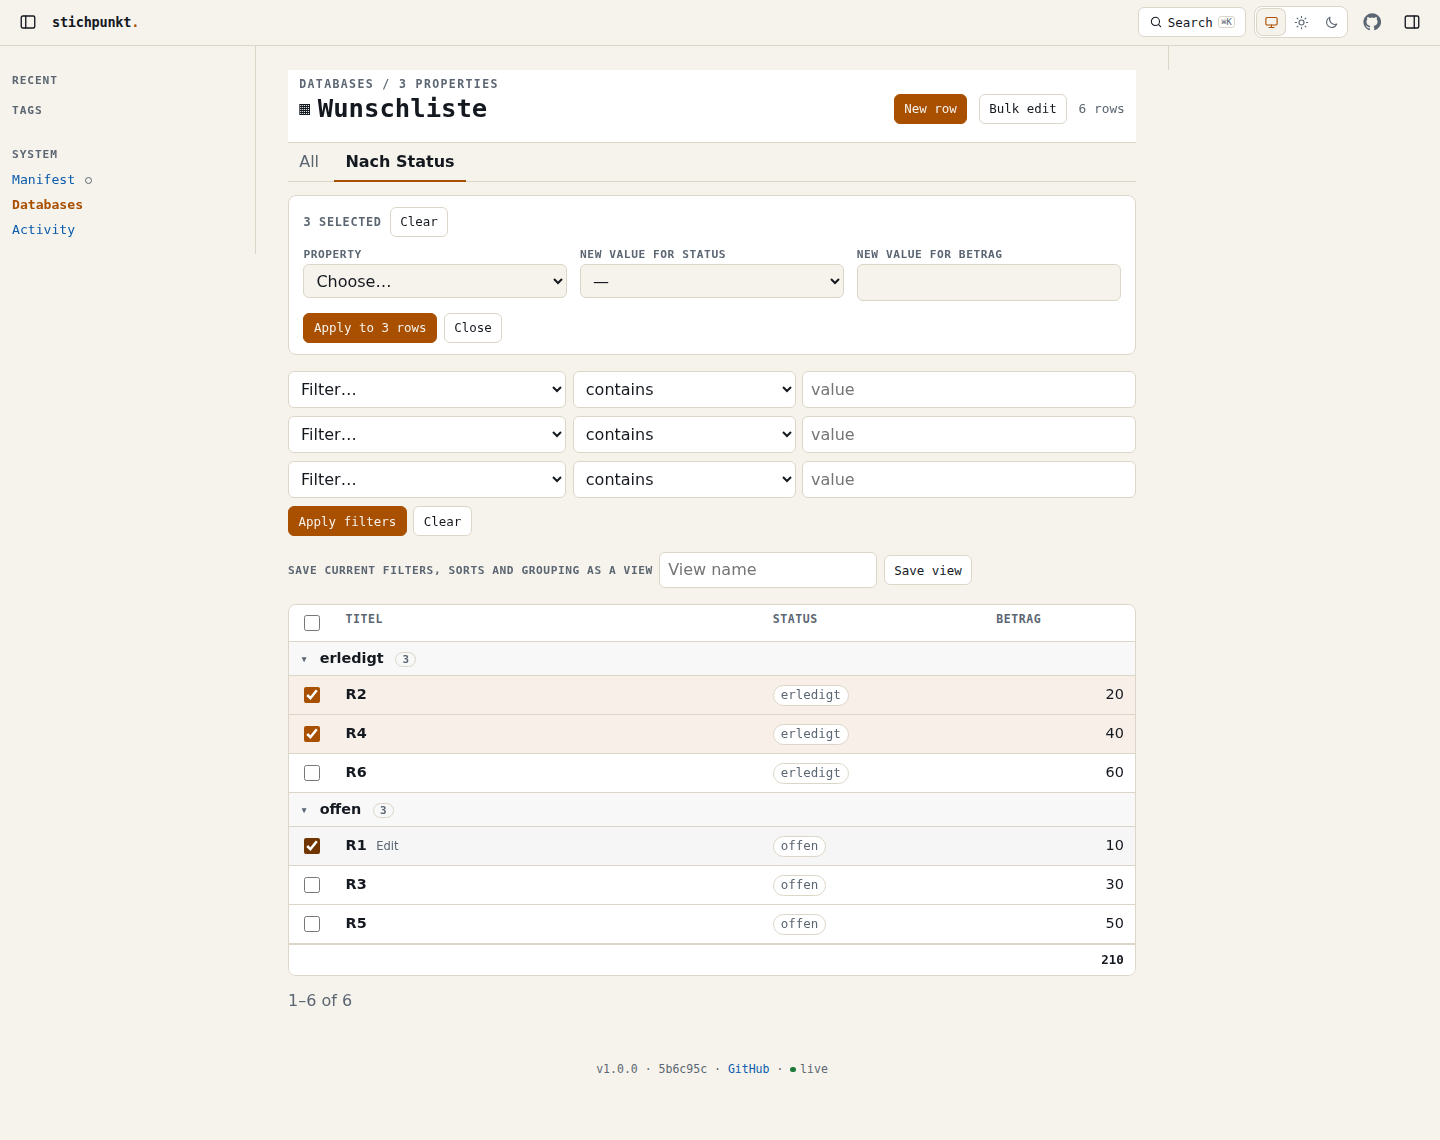 stichpunkt.
Search ⌘K
RECENT
TAGS
SYSTEM
Manifest
Databases
Activity
DATABASES / 3 PROPERTIES
Wunschliste
New row Bulk edit 6 rows
All Nach Status
3 SELECTED Clear
PROPERTY NEW VALUE FOR STATUS NEW VALUE FOR BETRAG
Choose… —
Apply to 3 rows Close
Filter… contains value
Filter… contains value
Filter… contains value
Apply filters Clear
SAVE CURRENT FILTERS, SORTS AND GROUPING AS A VIEW View name Save view
TITEL STATUS BETRAG
erledigt 3
R2 erledigt 20
R4 erledigt 40
R6 erledigt 60
offen 3
R1 Edit offen 10
R3 offen 30
R5 offen 50
210
1–6 of 6
v1.0.0 · 5b6c95c · GitHub · live